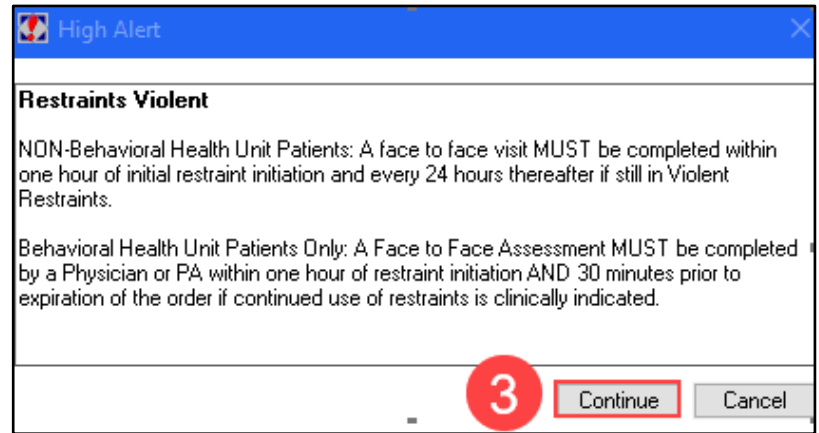 High Alert
Restraints Violent
NON-Behavioral Health Unit Patients: A face to face visit MUST be completed within
one hour of initial restraint initiation and every 24 hours thereafter if still in Violent
Restraints.
Behavioral Health Unit Patients Only: A Face to Face Assessment MUST be completed
by a Physician or PA within one hour of restraint initiation AND 30 minutes prior to
expiration of the order if continued use of restraints is clinically indicated.
3 Continue Cancel